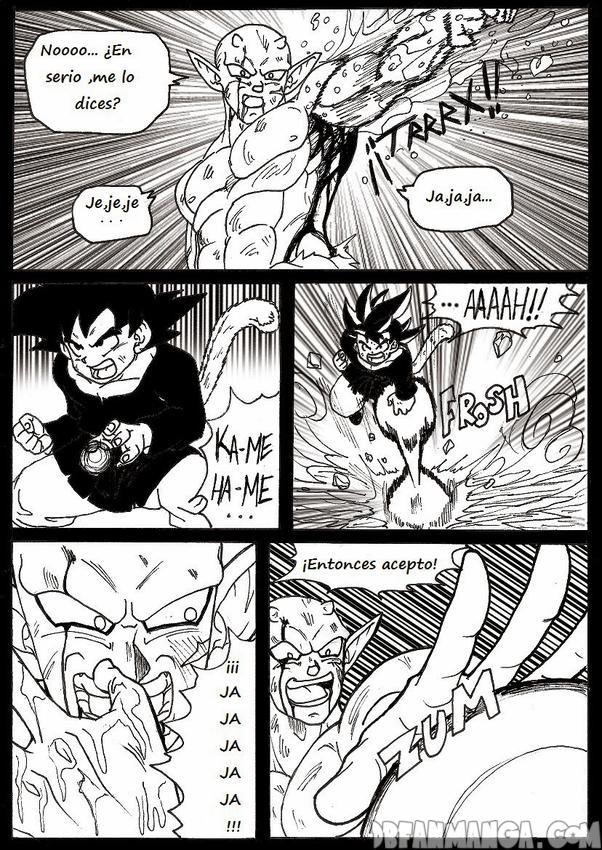 Noooo... ¿En
serio ,me lo
dices?
¡¡TRRRX!!
Je,je,je
...
Ja,ja,ja...
KA-ME
HA-ME
...
...AAAAH!!
FROSH
¡¡¡
JA
JA
JA
JA
JA
!!!
¡Entonces acepto!
ZUM
DBFANMANGA.COM